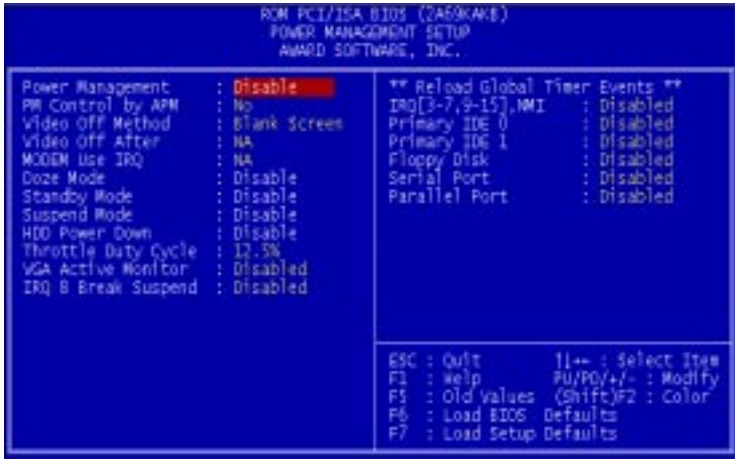 ROM PCI/ISA BIOS (2A69KAKB)
POWER MANAGEMENT SETUP
AWARD SOFTWARE, INC.
Power Management : Disable
PM Control by APM : No
Video Off Method : Blank Screen
Video Off After : NA
MODEM Use IRQ : NA
Doze Mode : Disable
Standby Mode : Disable
Suspend Mode : Disable
HDD Power Down : Disable
Throttle Duty Cycle : 12.5%
VGA Active Monitor : Disabled
IRQ 8 Break Suspend : Disabled
** Reload Global Timer Events **
IRQ[3-7,9-15],NMI : Disabled
Primary IDE 0 : Disabled
Primary IDE 1 : Disabled
Floppy Disk : Disabled
Serial Port : Disabled
Parallel Port : Disabled
ESC : Quit ↑↓→← : Select Item
F1 : Help PU/PD/+/- : Modify
F5 : Old Values (Shift)F2 : Color
F6 : Load BIOS Defaults
F7 : Load Setup Defaults